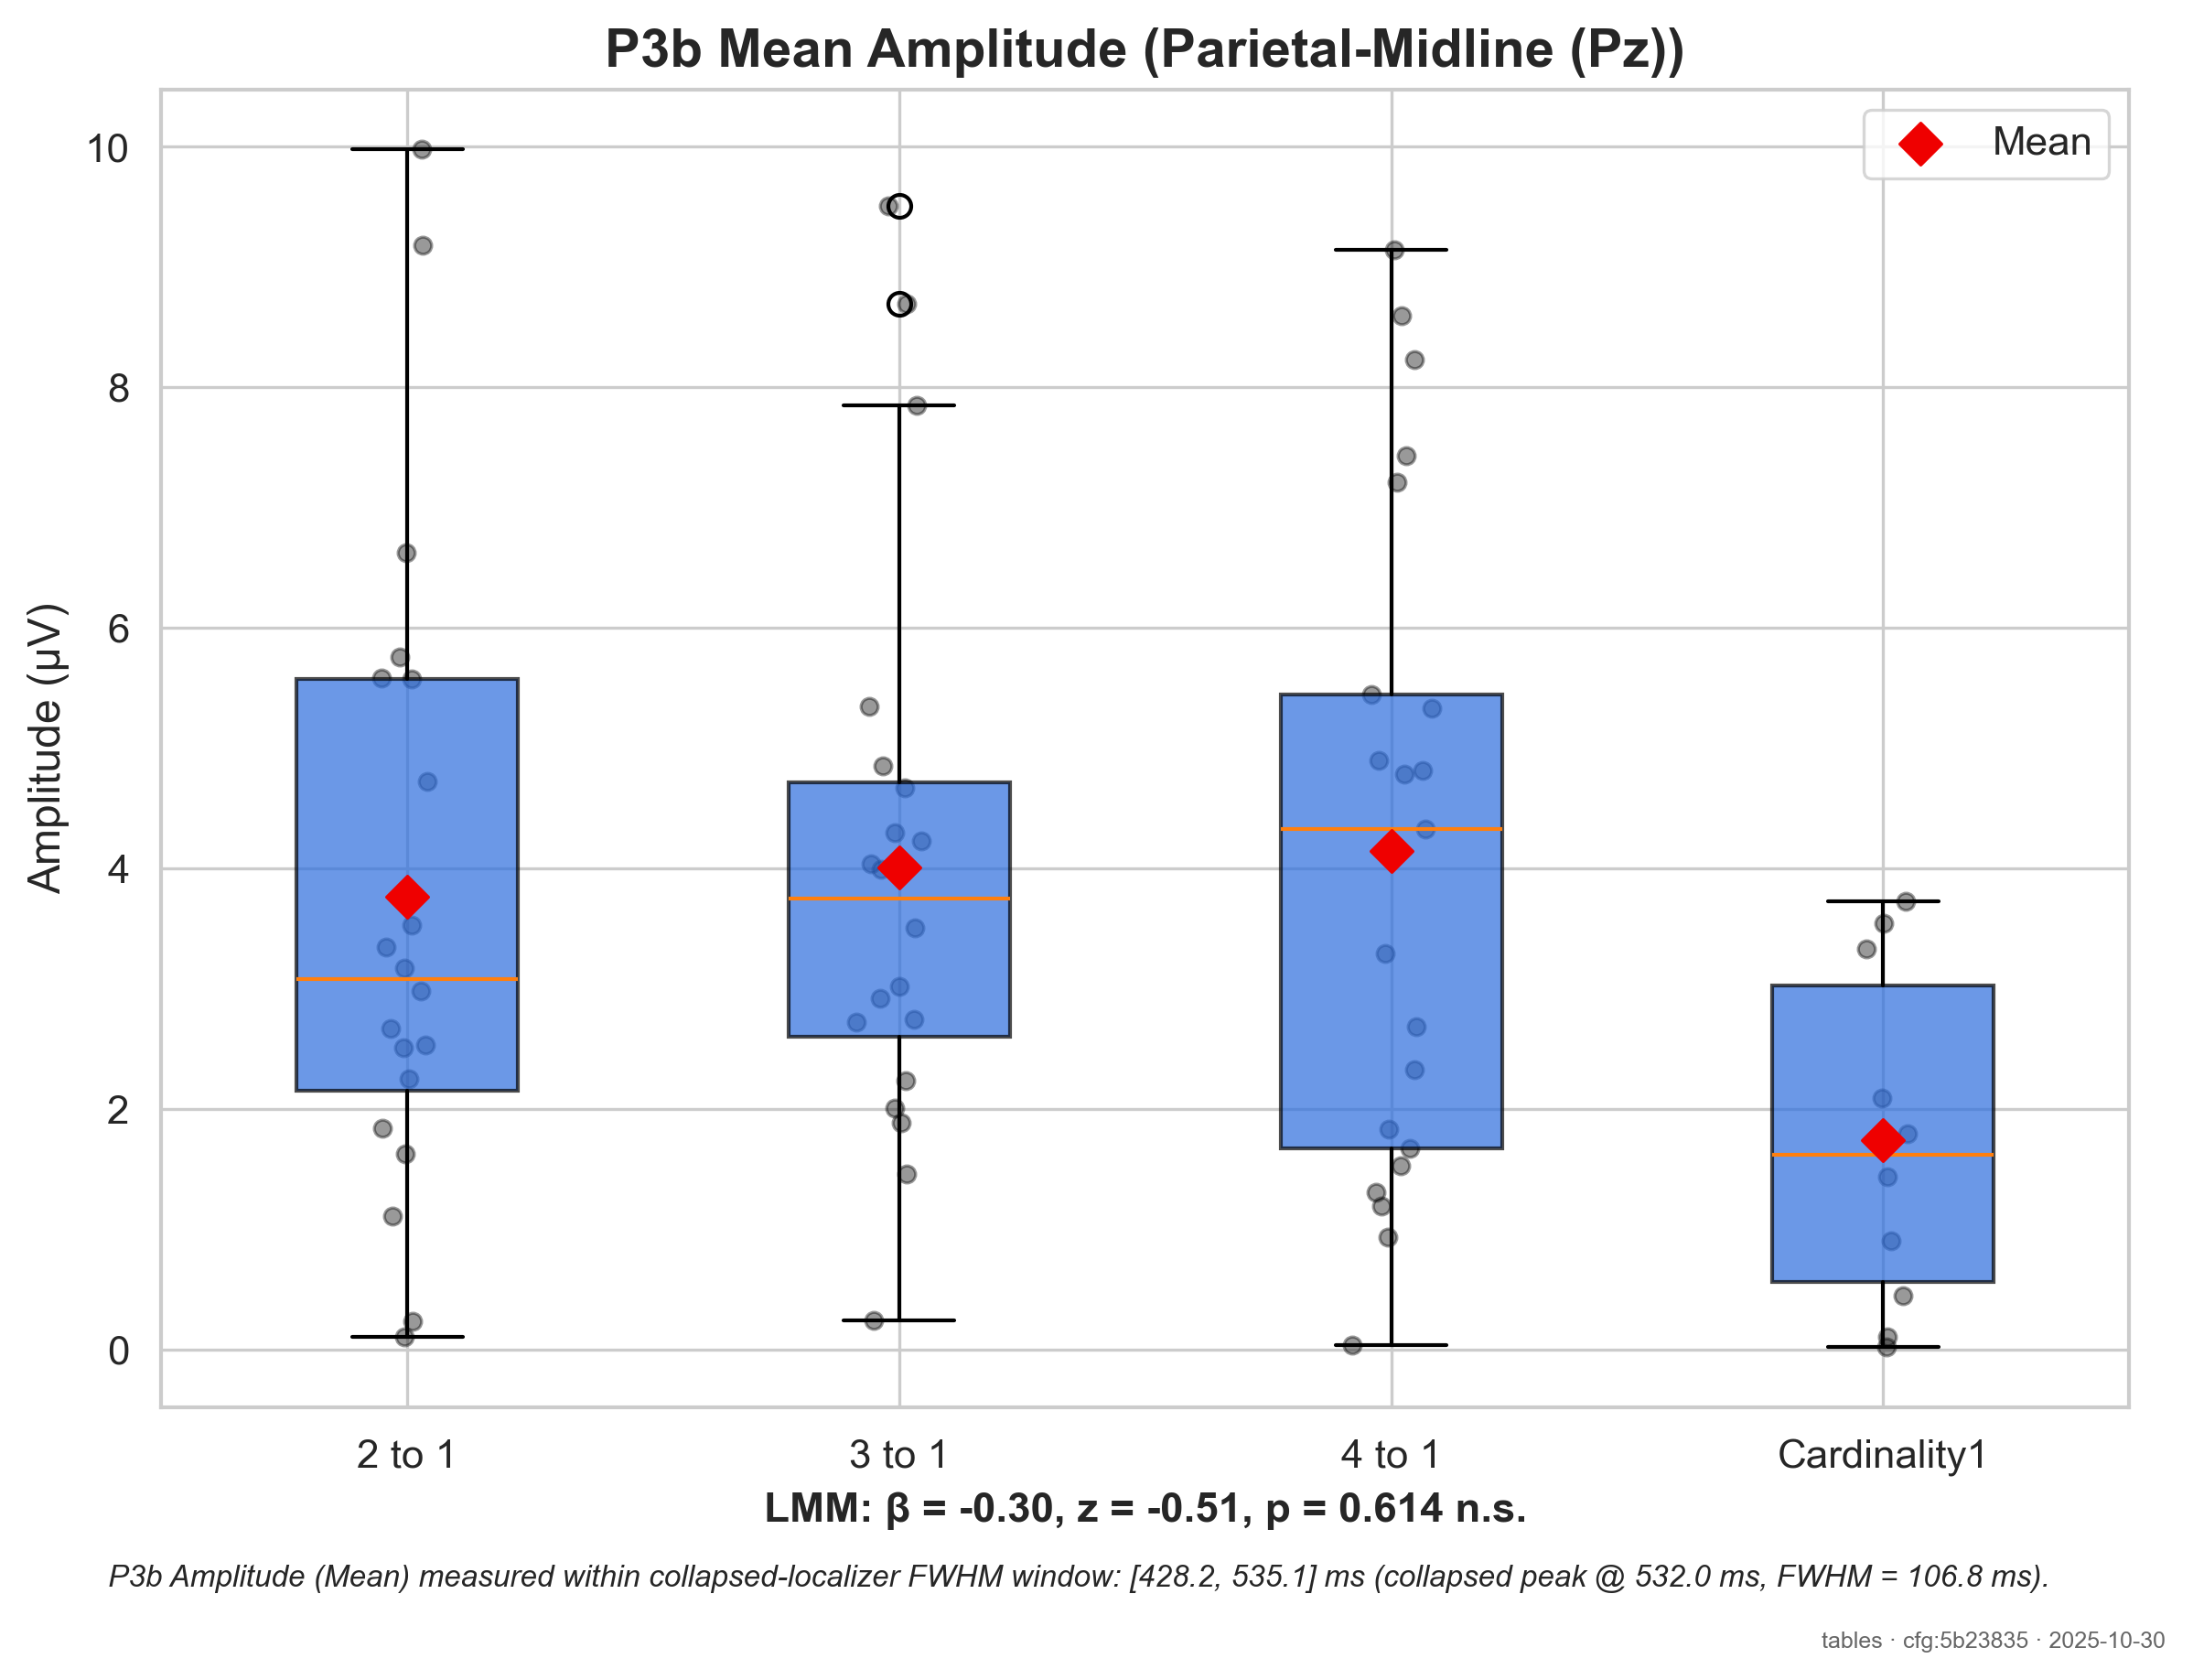 P3b Mean Amplitude (Parietal-Midline (Pz))
Mean
Amplitude (µV)
10
8
6
4
2
0
2 to 1
3 to 1
4 to 1
Cardinality1
LMM: β = -0.30, z = -0.51, p = 0.614 n.s.
P3b Amplitude (Mean) measured within collapsed-localizer FWHM window: [428.2, 535.1] ms (collapsed peak @ 532.0 ms, FWHM = 106.8 ms).
tables · cfg:5b23835 · 2025-10-30